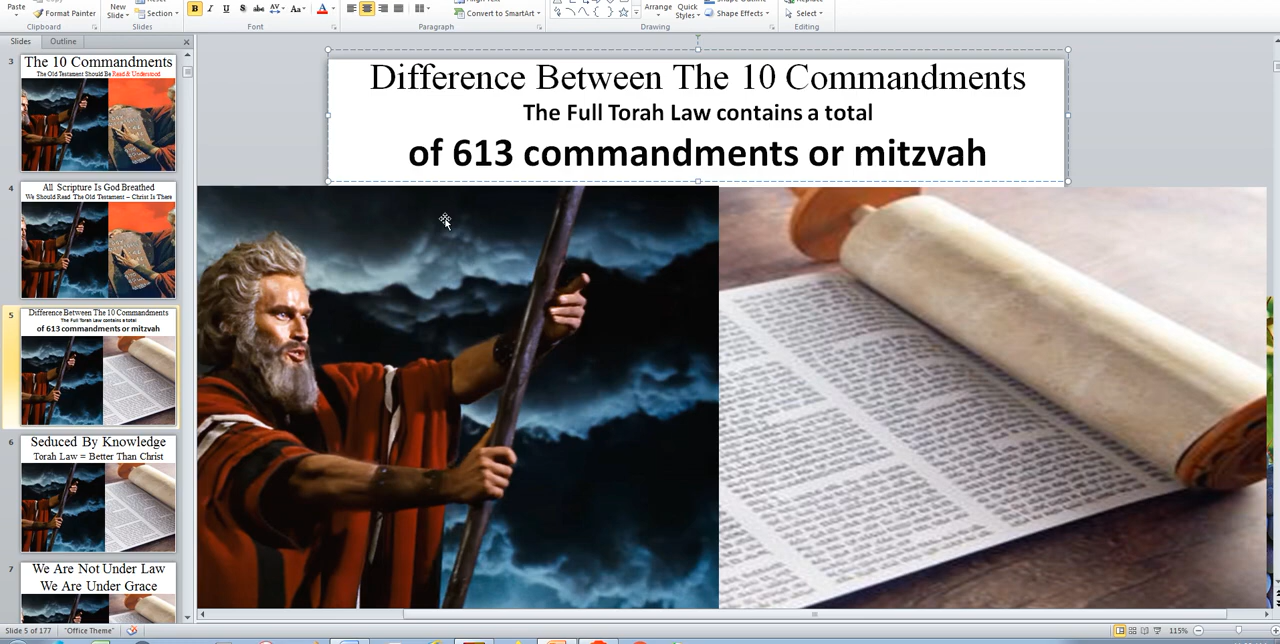 Paste
Format Painter
New
Slide
Section
Clipboard
Slides
Font
Paragraph
Convert to SmartArt
Arrange
Quick
Styles
Shape Effects
Drawing
Select
Editing
Slides
Outline
3
The 10 Commandments
The Old Testament Should Be Read & Understood
4
All Scripture Is God Breathed
We Should Read The Old Testament – Christ Is There
5
Difference Between The 10 Commandments
The Full Torah Law contains a total
of 613 commandments or mitzvah
6
Seduced By Knowledge
Torah Law = Better Than Christ
7
We Are Not Under Law
We Are Under Grace
Difference Between The 10 Commandments
The Full Torah Law contains a total
of 613 commandments or mitzvah
Slide 5 of 177
"Office Theme"
115%